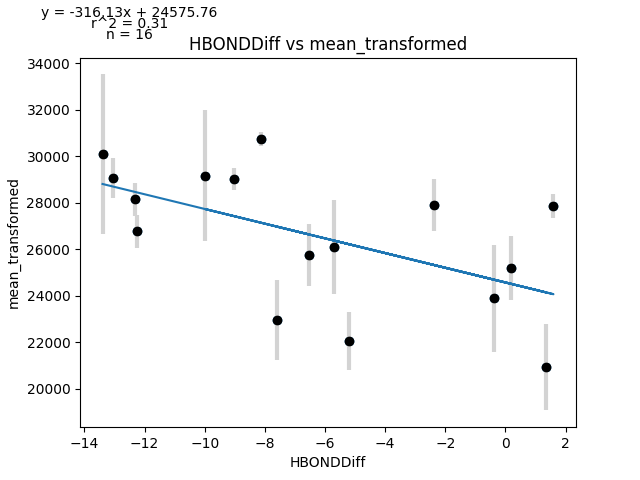 y = -316.13x + 24575.76
r^2 = 0.31
n = 16
HBONDDiff vs mean_transformed
34000
32000
30000
28000
26000
24000
22000
20000
mean_transformed
−14 −12 −10 −8 −6 −4 −2 0 2
HBONDDiff